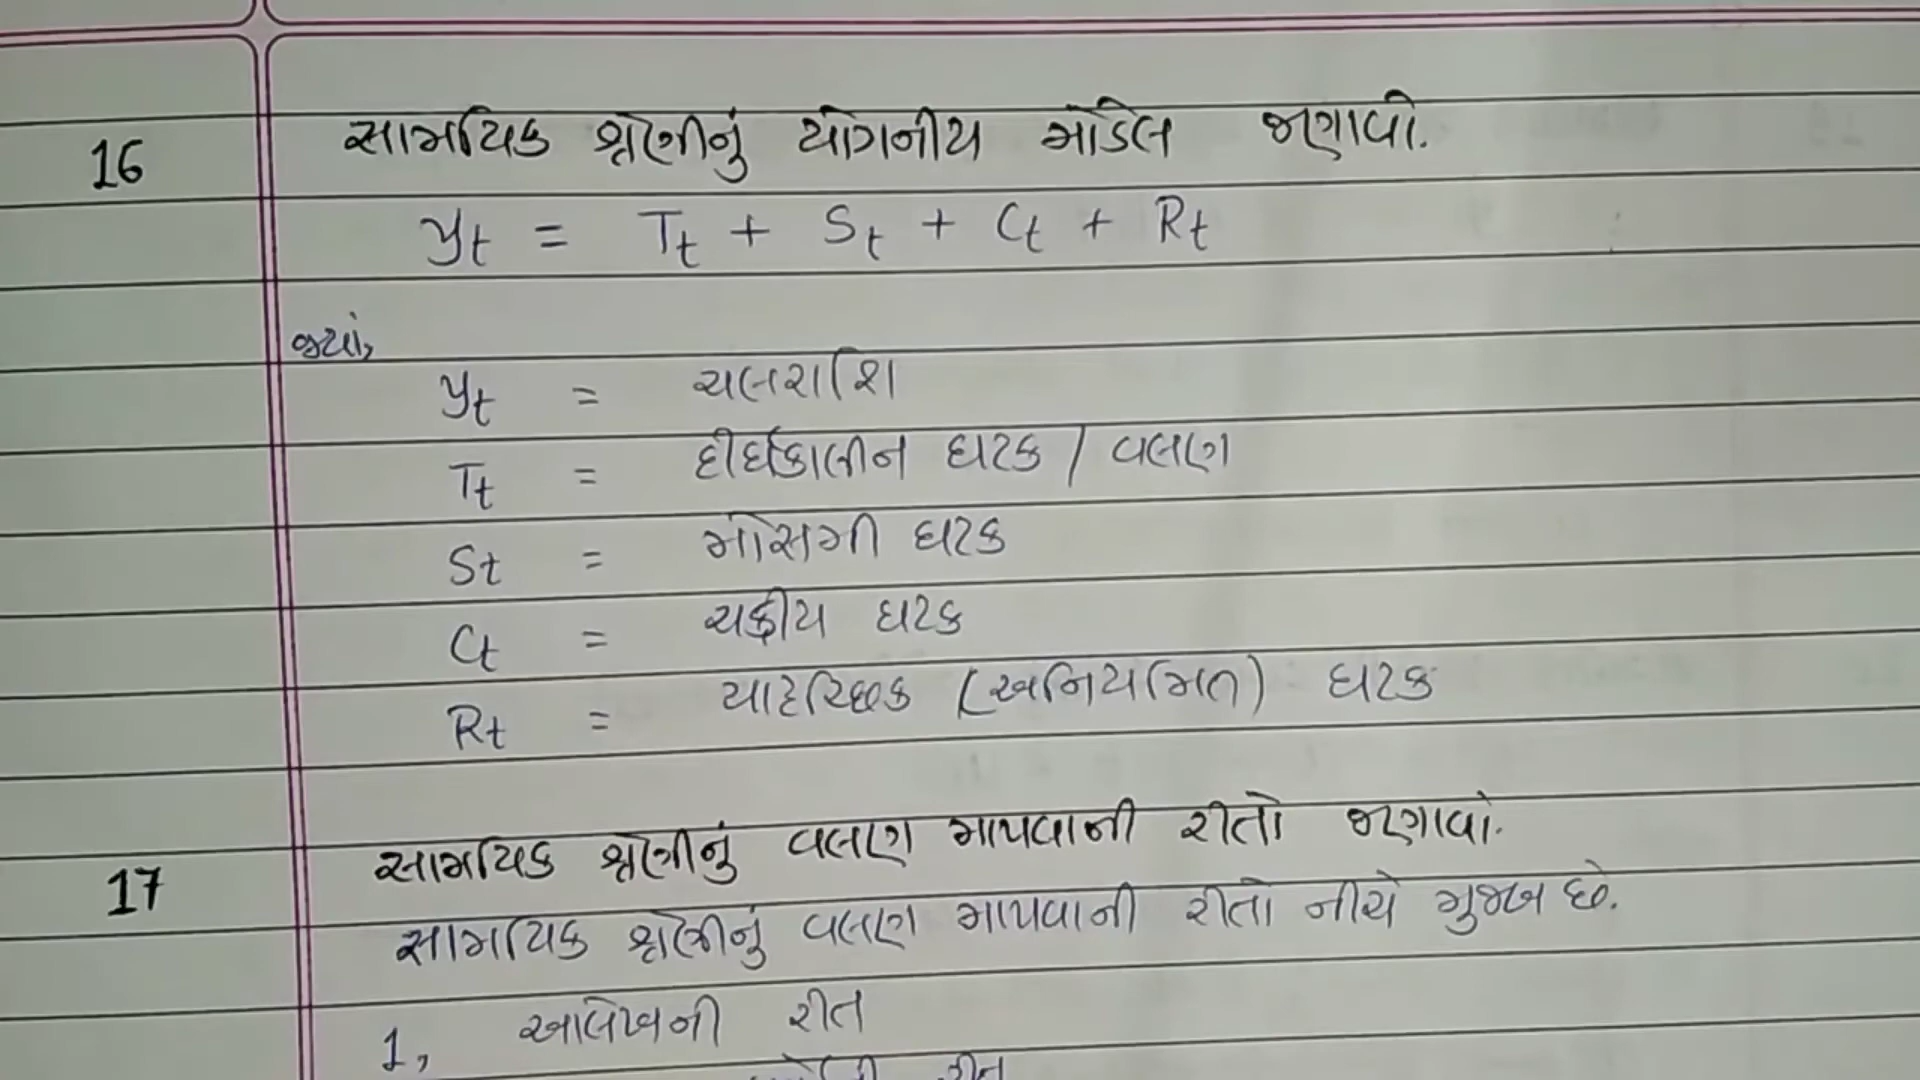 16 સામયિક શ્રેણીનું યોગનીય મોડેલ જણાવો.
yt = Tt + St + Ct + Rt
જ્યાં,
yt = ચલરાશિ
Tt = દીર્ઘકાલીન ઘટક / વલણ
St = મોસમી ઘટક
Ct = ચક્રીય ઘટક
Rt = યાદૃચ્છિક (અનિયમિત) ઘટક
17 સામયિક શ્રેણીનું વલણ માપવાની રીતો જણાવો.
સામયિક શ્રેણીનું વલણ માપવાની રીતો નીચે મુજબ છે.
1, આલેખની રીત